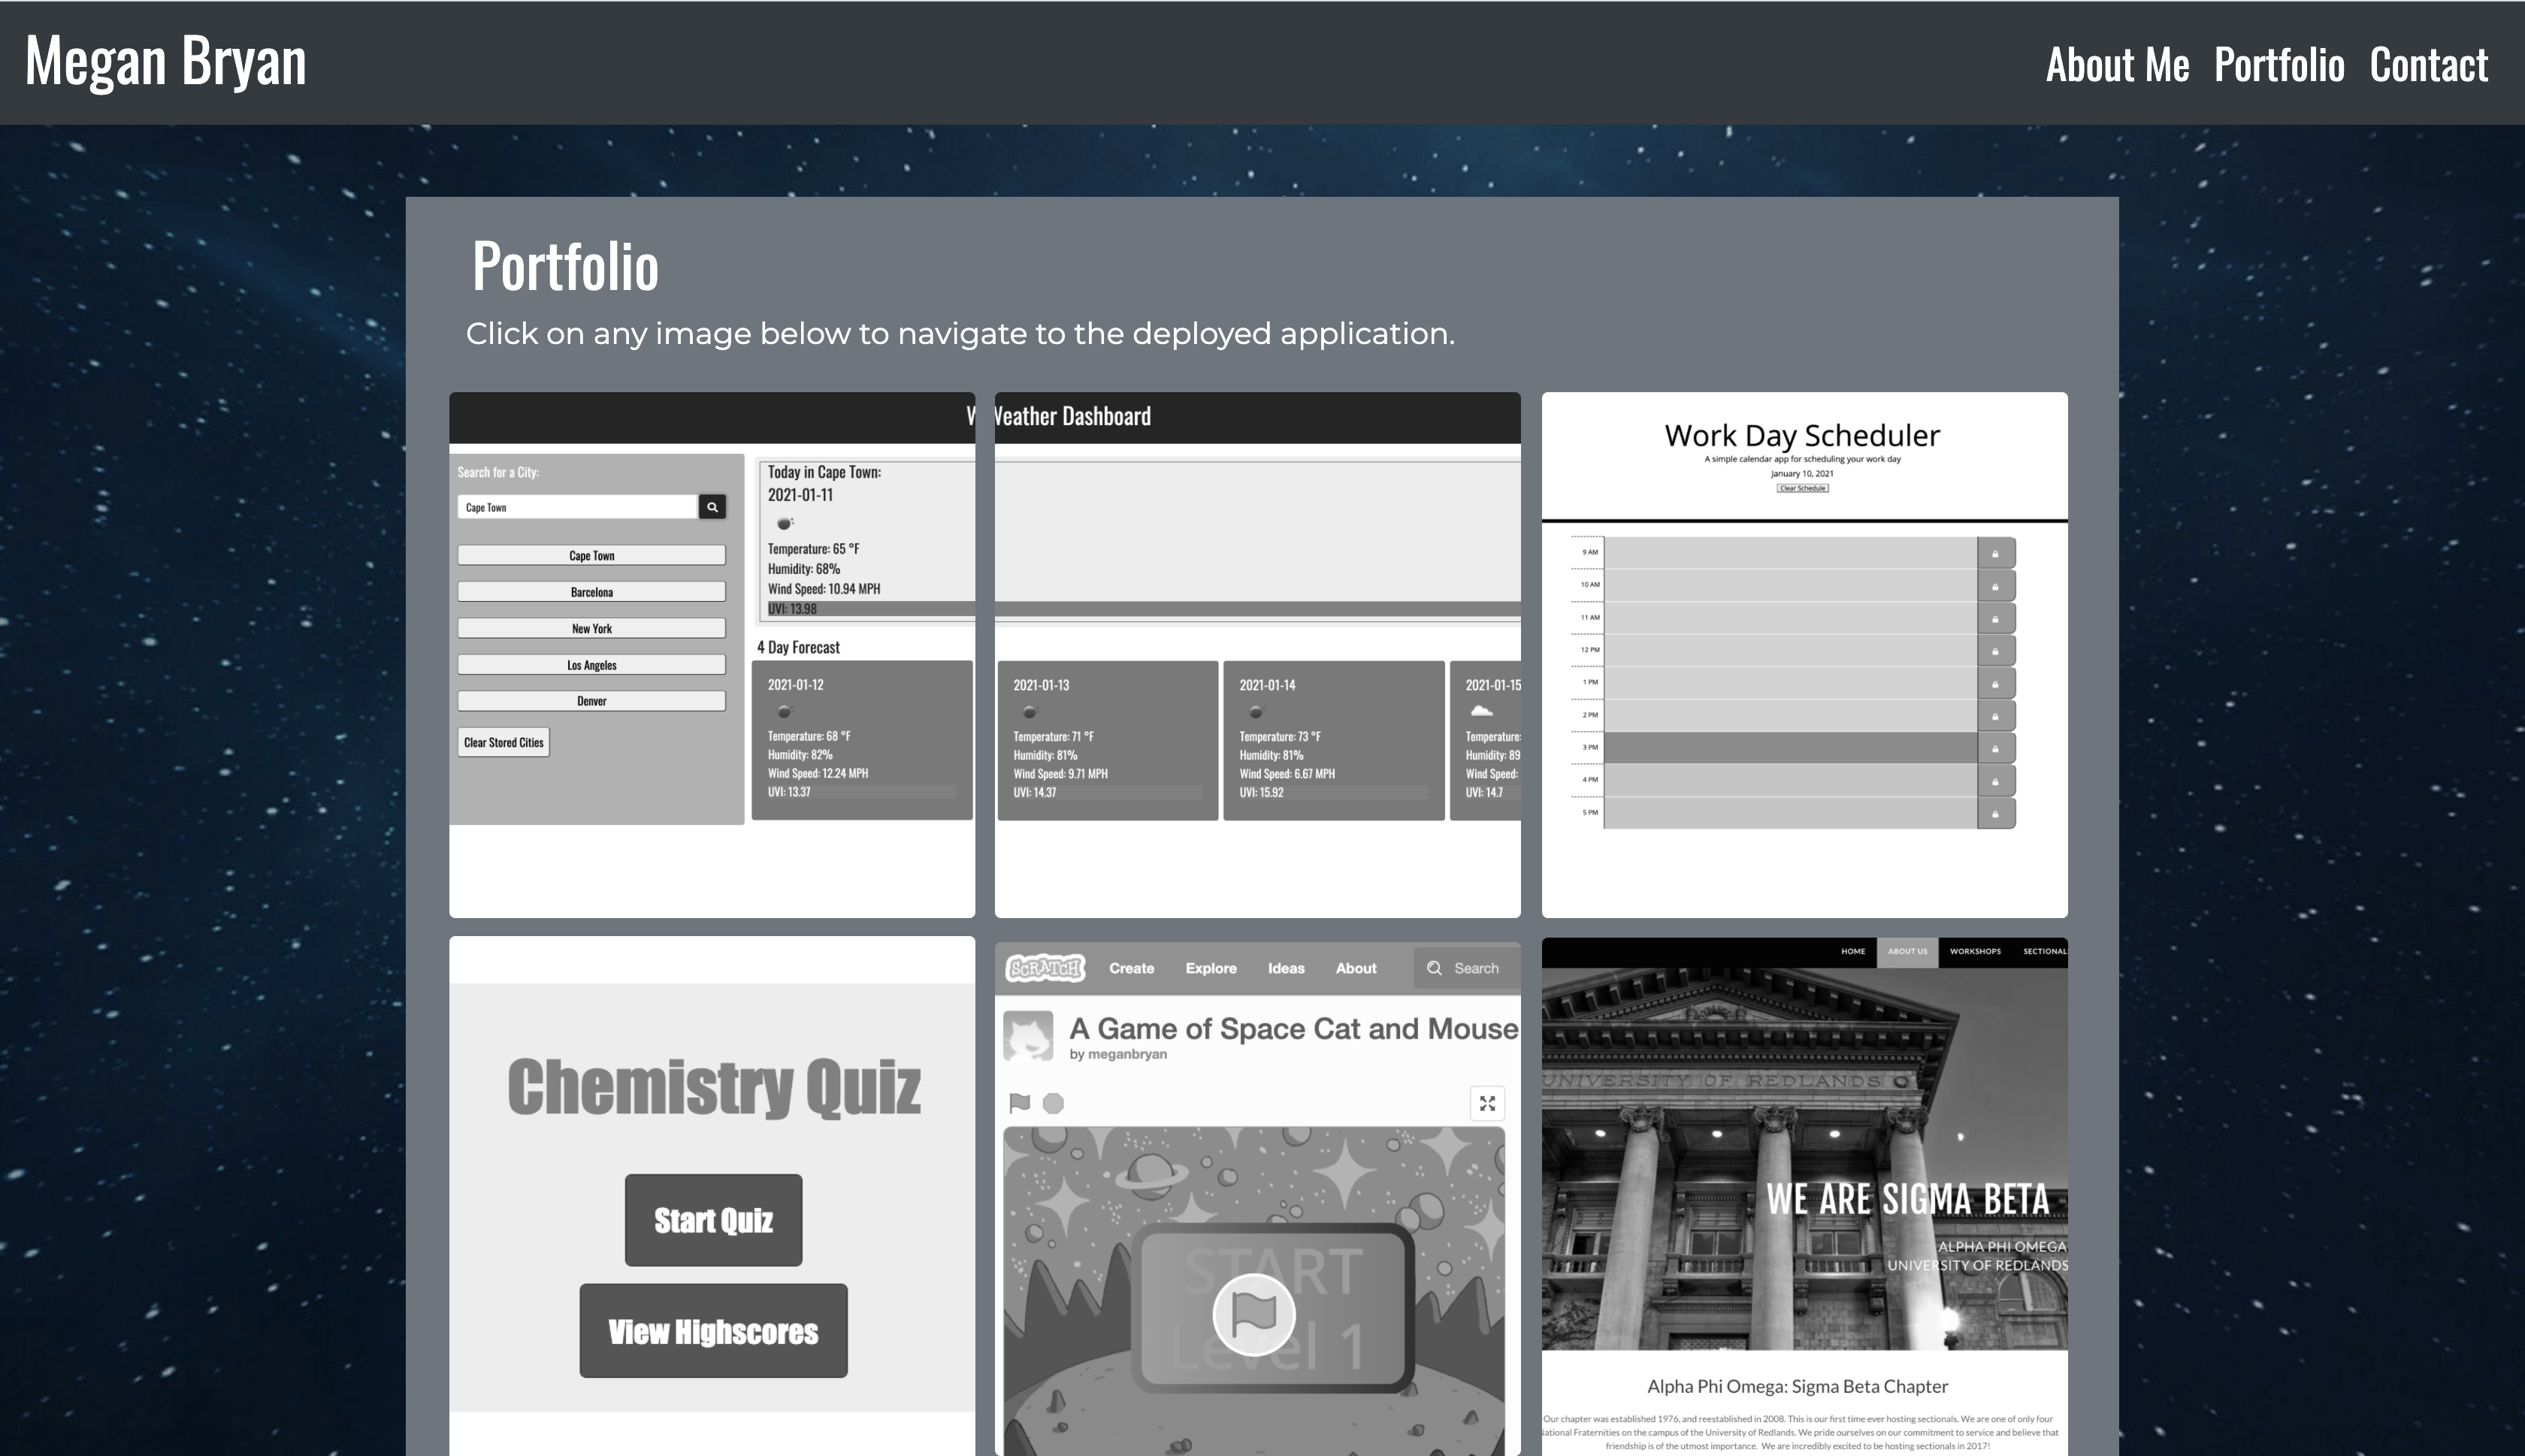 Megan Bryan
About Me Portfolio Contact
Portfolio
Click on any image below to navigate to the deployed application.
W
Search for a City:
Cape Town
Cape Town
Barcelona
New York
Los Angeles
Denver
Clear Stored Cities
Today in Cape Town:
2021-01-11
Temperature: 65 °F
Humidity: 68%
Wind Speed: 10.94 MPH
UVI: 13.98
4 Day Forecast
2021-01-12
Temperature: 68 °F
Humidity: 82%
Wind Speed: 12.24 MPH
UVI: 13.37
Weather Dashboard
2021-01-13
Temperature: 71 °F
Humidity: 81%
Wind Speed: 9.71 MPH
UVI: 14.37
2021-01-14
Temperature: 73 °F
Humidity: 81%
Wind Speed: 6.67 MPH
UVI: 15.92
2021-01-15
Temperature:
Humidity: 89
Wind Speed:
UVI: 14.7
Work Day Scheduler
A simple calendar app for scheduling your work day
January 10, 2021
Clear Schedule
9 AM
10 AM
11 AM
12 PM
1 PM
2 PM
3 PM
4 PM
5 PM
Chemistry Quiz
Start Quiz
View Highscores
SCRATCH Create Explore Ideas About Search
A Game of Space Cat and Mouse
by meganbryan
START
Level 1
HOME ABOUT US WORKSHOPS SECTIONAL
UNIVERSITY OF REDLANDS
WE ARE SIGMA BETA
ALPHA PHI OMEGA
UNIVERSITY OF REDLANDS
Alpha Phi Omega: Sigma Beta Chapter
Our chapter was established 1976, and reestablished in 2008. This is our first time ever hosting sectionals. We are one of only four
National Fraternities on the campus of the University of Redlands. We pride ourselves on our commitment to service and believe that
friendship is of the utmost importance. We are incredibly excited to be hosting sectionals in 2017!